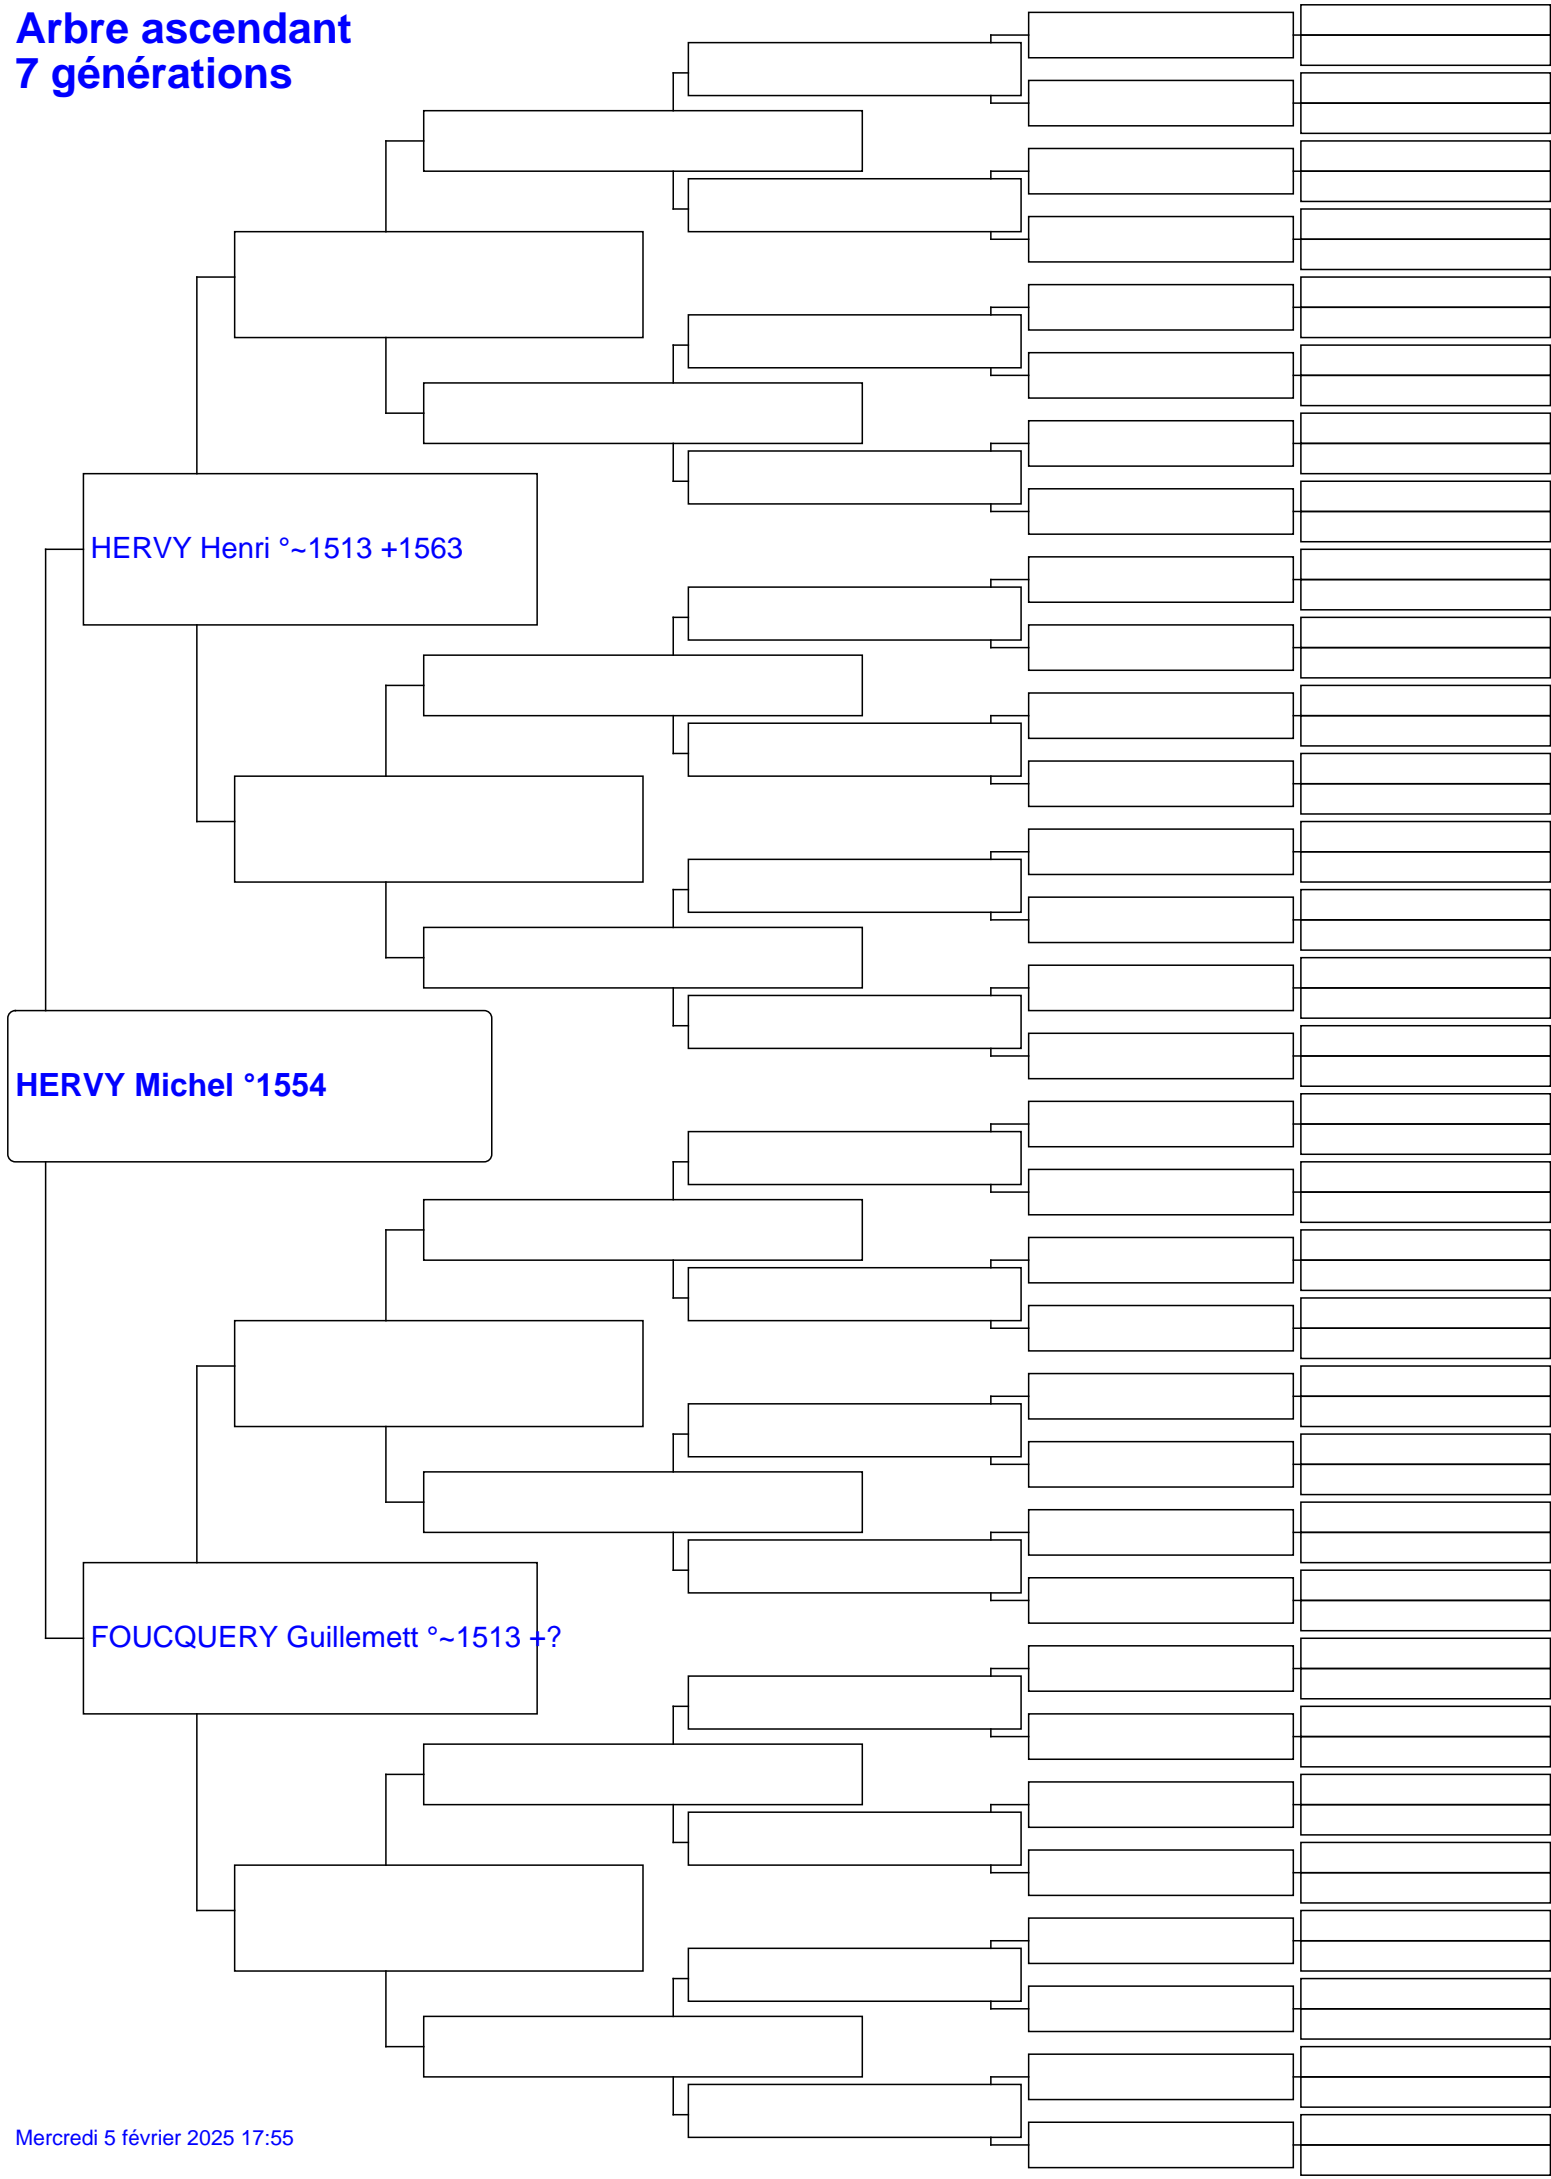 Arbre ascendant
7 générations
HERVY Henri °~1513 +1563
HERVY Michel °1554
FOUCQUERY Guillemett °~1513 +?
Mercredi 5 février 2025 17:55